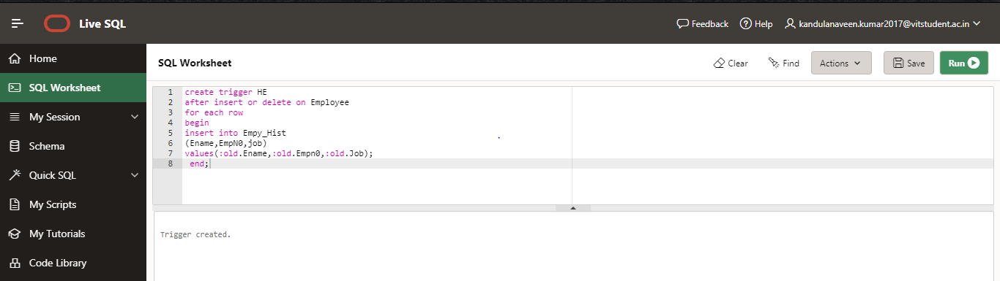 Live SQL
Feedback
Help
kandulanaveen.kumar2017@vitstudent.ac.in
Home
SQL Worksheet
My Session
Schema
Quick SQL
My Scripts
My Tutorials
Code Library
SQL Worksheet
Clear
Find
Actions
Save
Run
1 create trigger HE
2 after insert or delete on Employee
3 for each row
4 begin
5 insert into Empy_Hist
6 (Ename,EmpN0,job)
7 values(:old.Ename,:old.Empn0,:old.Job);
8 end;
Trigger created.